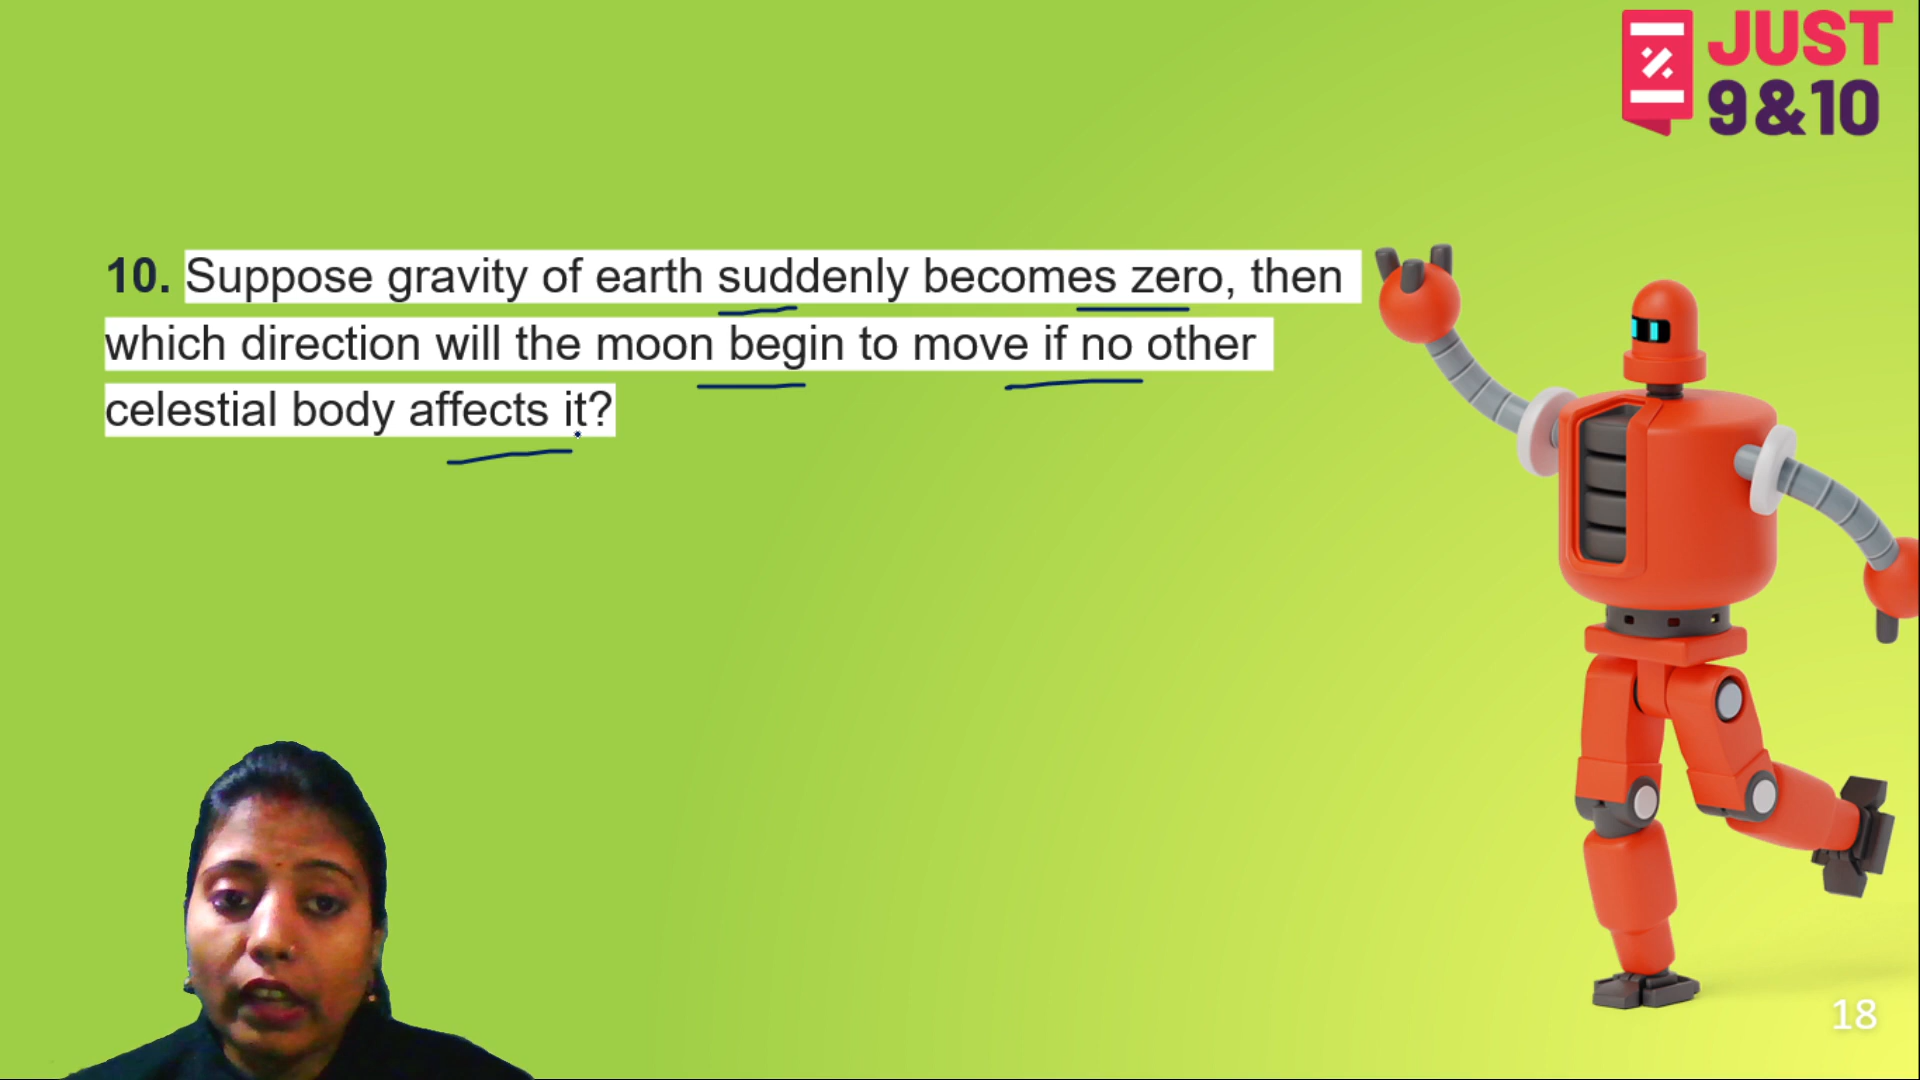 JUST
9&10
10. Suppose gravity of earth suddenly becomes zero, then
which direction will the moon begin to move if no other
celestial body affects it?
18